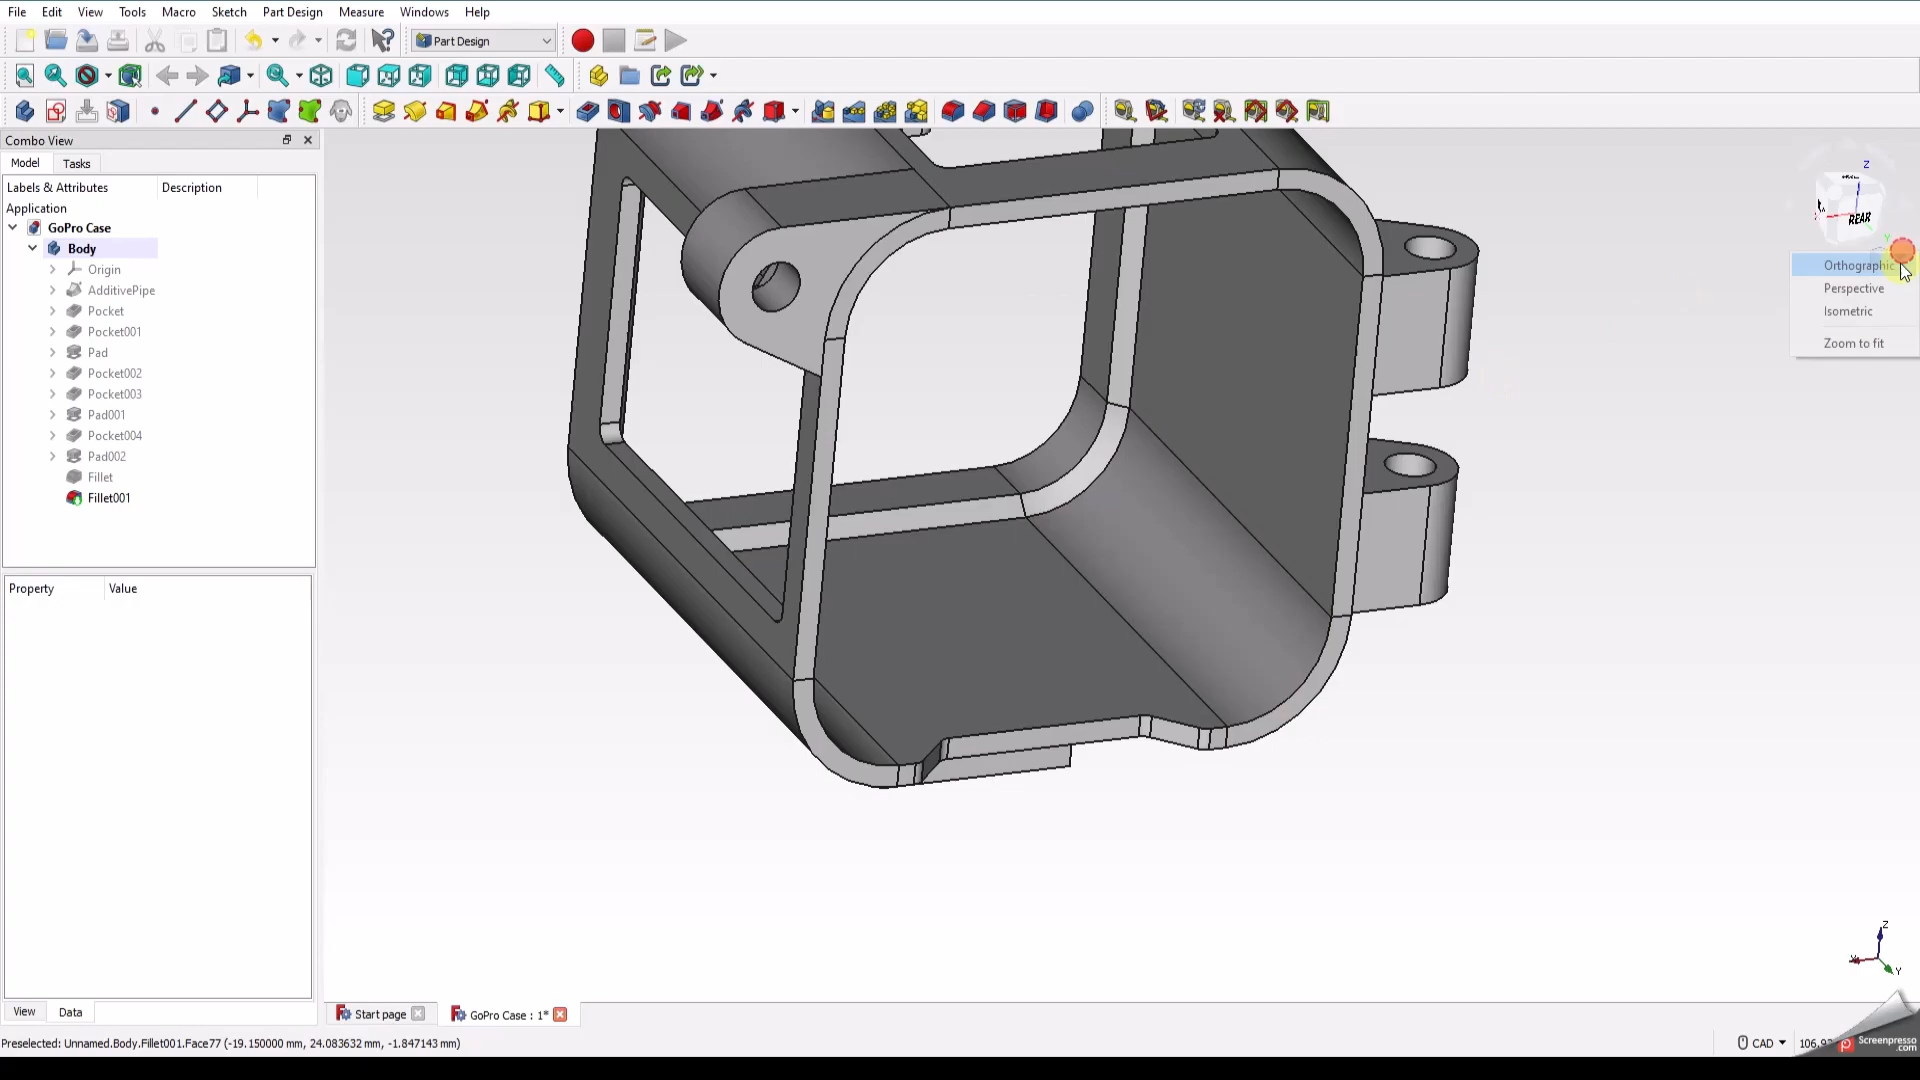 File Edit View Tools Macro Sketch Part Design Measure Windows Help
Part Design
Combo View
Model Tasks
Labels & Attributes Description
Application
GoPro Case
Body
Origin
AdditivePipe
Pocket
Pocket001
Pad
Pocket002
Pocket003
Pad001
Pocket004
Pad002
Fillet
Fillet001
Property Value
View Data
Z
REAR
Y
Orthographic
Perspective
Isometric
Zoom to fit
Z
X
Y
Start page GoPro Case : 1*
Preselected: Unnamed.Body.Fillet001.Face77 (-19.150000 mm, 24.083632 mm, -1.847143 mm)
CAD
Screenpresso
.com